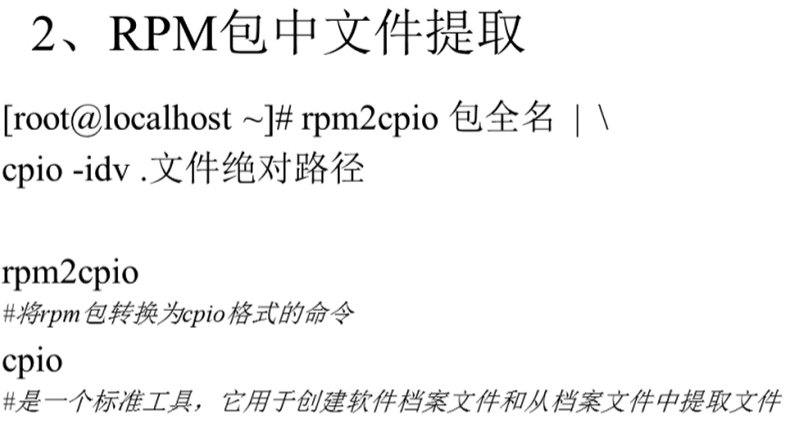 2、RPM包中文件提取
[root@localhost ~]# rpm2cpio 包全名 | \
cpio -idv .文件绝对路径
rpm2cpio
#将rpm包转换为cpio格式的命令
cpio
#是一个标准工具，它用于创建软件档案文件和从档案文件中提取文件